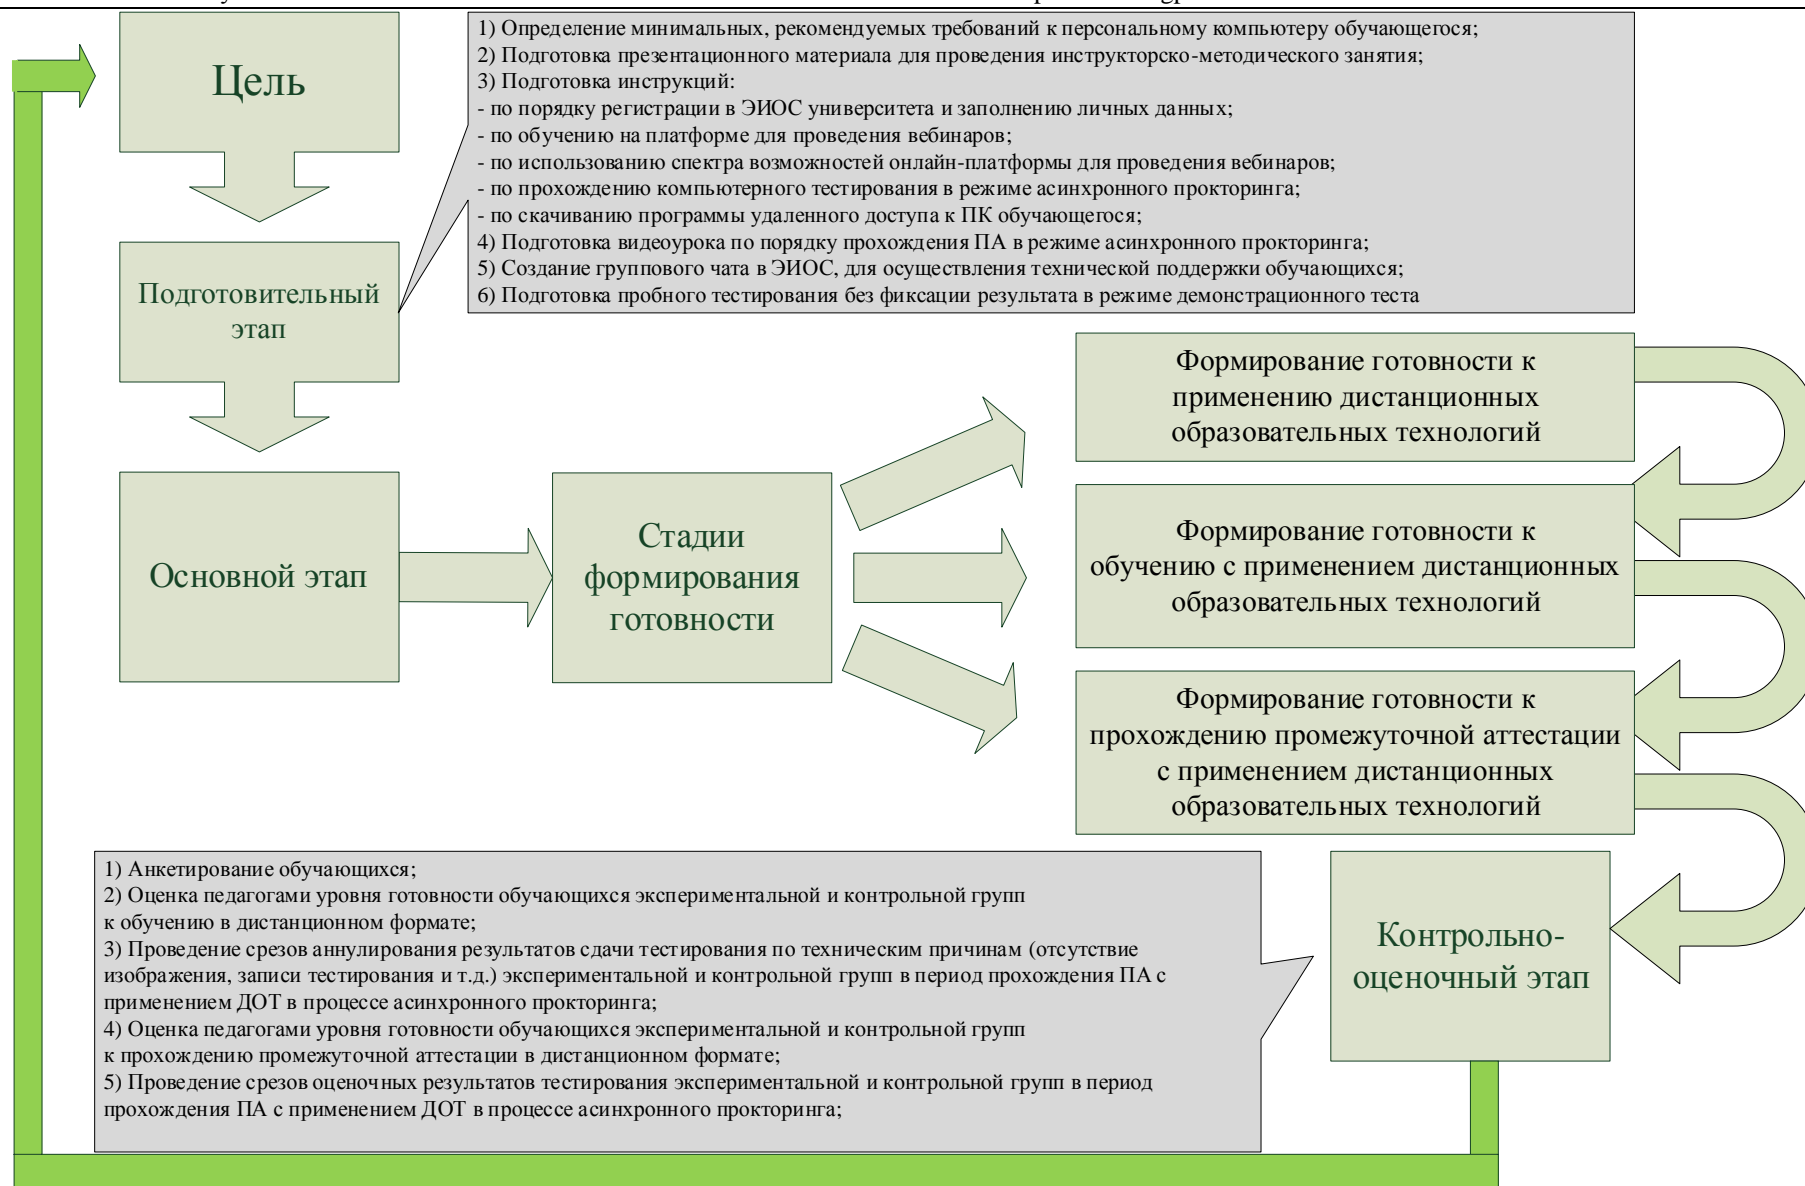 Цель
1) Определение минимальных, рекомендуемых требований к персональному компьютеру обучающегося;
2) Подготовка презентационного материала для проведения инструкторско-методического занятия;
3) Подготовка инструкций:
- по порядку регистрации в ЭИОС университета и заполнению личных данных;
- по обучению на платформе для проведения вебинаров;
- по использованию спектра возможностей онлайн-платформы для проведения вебинаров;
- по прохождению компьютерного тестирования в режиме асинхронного прокторинга;
- по скачиванию программы удаленного доступа к ПК обучающегося;
4) Подготовка видеоурока по порядку прохождения ПА в режиме асинхронного прокторинга;
5) Создание группового чата в ЭИОС, для осуществления технической поддержки обучающихся;
6) Подготовка пробного тестирования без фиксации результата в режиме демонстрационного теста
Подготовительный
этап
Основной этап
Стадии
формирования
готовности
Формирование готовности к
применению дистанционных
образовательных технологий
Формирование готовности к
обучению с применением дистанционных
образовательных технологий
Формирование готовности к
прохождению промежуточной аттестации
с применением дистанционных
образовательных технологий
1) Анкетирование обучающихся;
2) Оценка педагогами уровня готовности обучающихся экспериментальной и контрольной групп
к обучению в дистанционном формате;
3) Проведение срезов аннулирования результатов сдачи тестирования по техническим причинам (отсутствие
изображения, записи тестирования и т.д.) экспериментальной и контрольной групп в период прохождения ПА с
применением ДОТ в процессе асинхронного прокторинга;
4) Оценка педагогами уровня готовности обучающихся экспериментальной и контрольной групп
к прохождению промежуточной аттестации в дистанционном формате;
5) Проведение срезов оценочных результатов тестирования экспериментальной и контрольной групп в период
прохождения ПА с применением ДОТ в процессе асинхронного прокторинга;
Контрольно-
оценочный этап